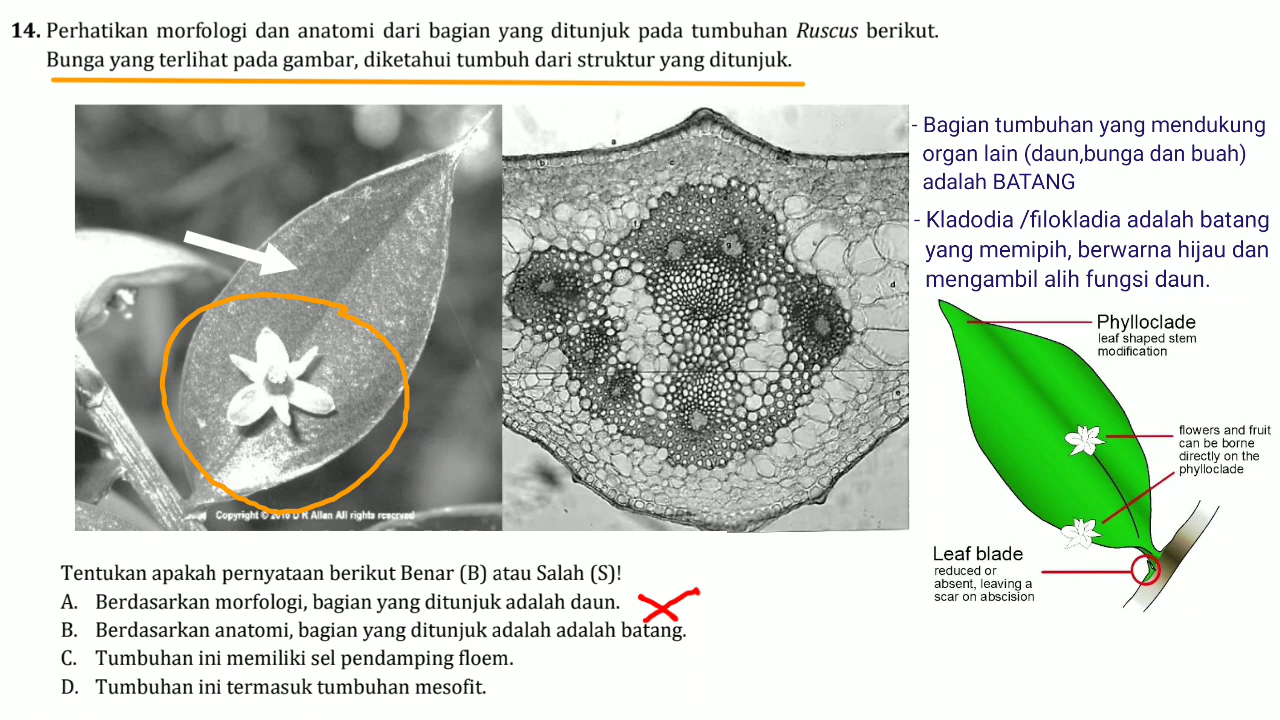 14. Perhatikan morfologi dan anatomi dari bagian yang ditunjuk pada tumbuhan Ruscus berikut.
Bunga yang terlihat pada gambar, diketahui tumbuh dari struktur yang ditunjuk.
- Bagian tumbuhan yang mendukung
organ lain (daun,bunga dan buah)
adalah BATANG
- Kladodia /filokladia adalah batang
yang memipih, berwarna hijau dan
mengambil alih fungsi daun.
Phylloclade
leaf shaped stem
modification
flowers and fruit
can be borne
directly on the
phylloclade
Leaf blade
reduced or
absent, leaving a
scar on abscision
Copyright © 2010 D R Allan All rights reserved
Tentukan apakah pernyataan berikut Benar (B) atau Salah (S)!
A. Berdasarkan morfologi, bagian yang ditunjuk adalah daun.
B. Berdasarkan anatomi, bagian yang ditunjuk adalah adalah batang.
C. Tumbuhan ini memiliki sel pendamping floem.
D. Tumbuhan ini termasuk tumbuhan mesofit.